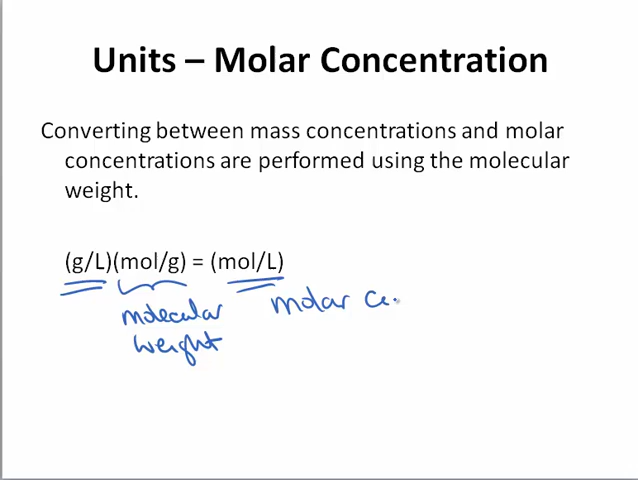 Units – Molar Concentration
Converting between mass concentrations and molar
concentrations are performed using the molecular
weight.
(g/L)(mol/g) = (mol/L)
molecular molar
weight